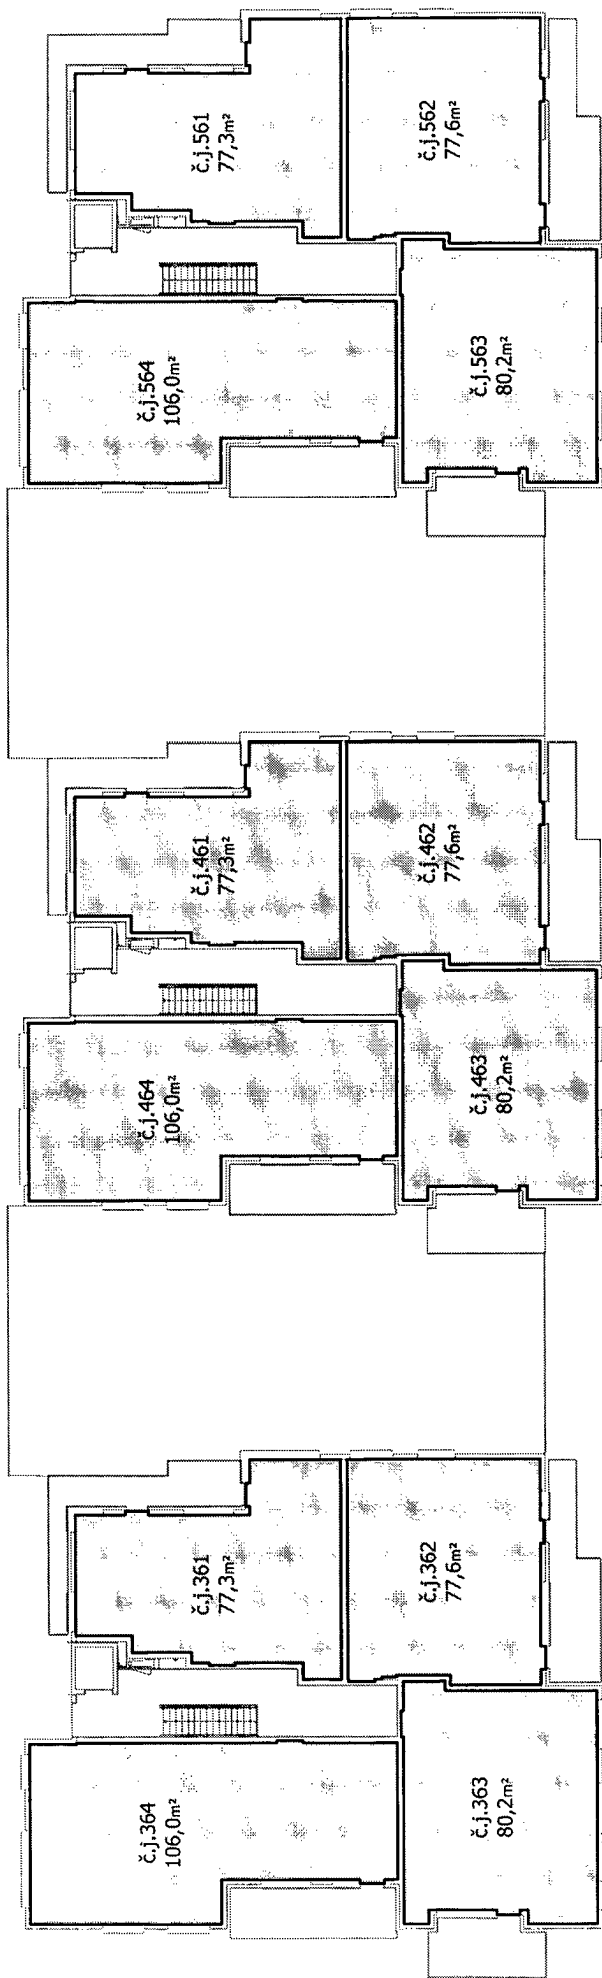 č.j.561
77,3m²
č.j.562
77,6m²
č.j.564
106,0m²
č.j.563
80,2m²
č.j.461
77,3m²
č.j.462
77,6m²
č.j.464
106,0m²
č.j.463
80,2m²
č.j.361
77,3m²
č.j.362
77,6m²
č.j.364
106,0m²
č.j.363
80,2m²